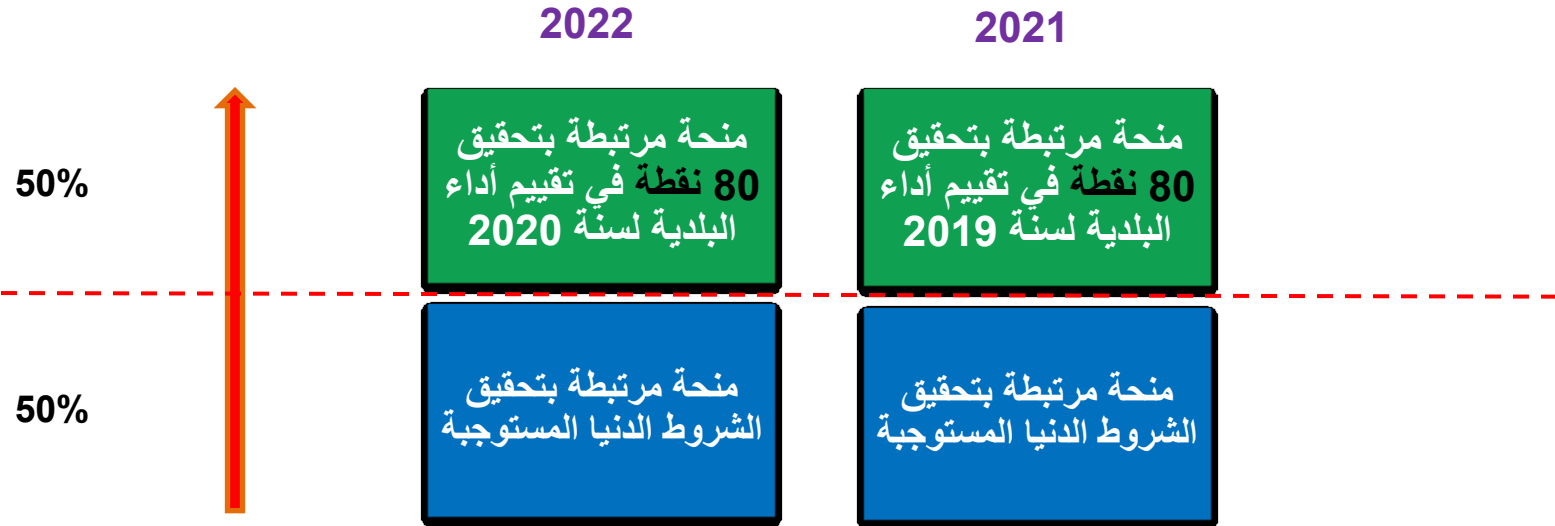 2021
2022
منحة مرتبطة بتحقيق
80 نقطة في تقييم أداء
البلدية لسنة 2019
منحة مرتبطة بتحقيق
80 نقطة في تقييم أداء
البلدية لسنة 2020
50%
منحة مرتبطة بتحقيق
الشروط الدنيا المستوجبة
منحة مرتبطة بتحقيق
الشروط الدنيا المستوجبة
50%